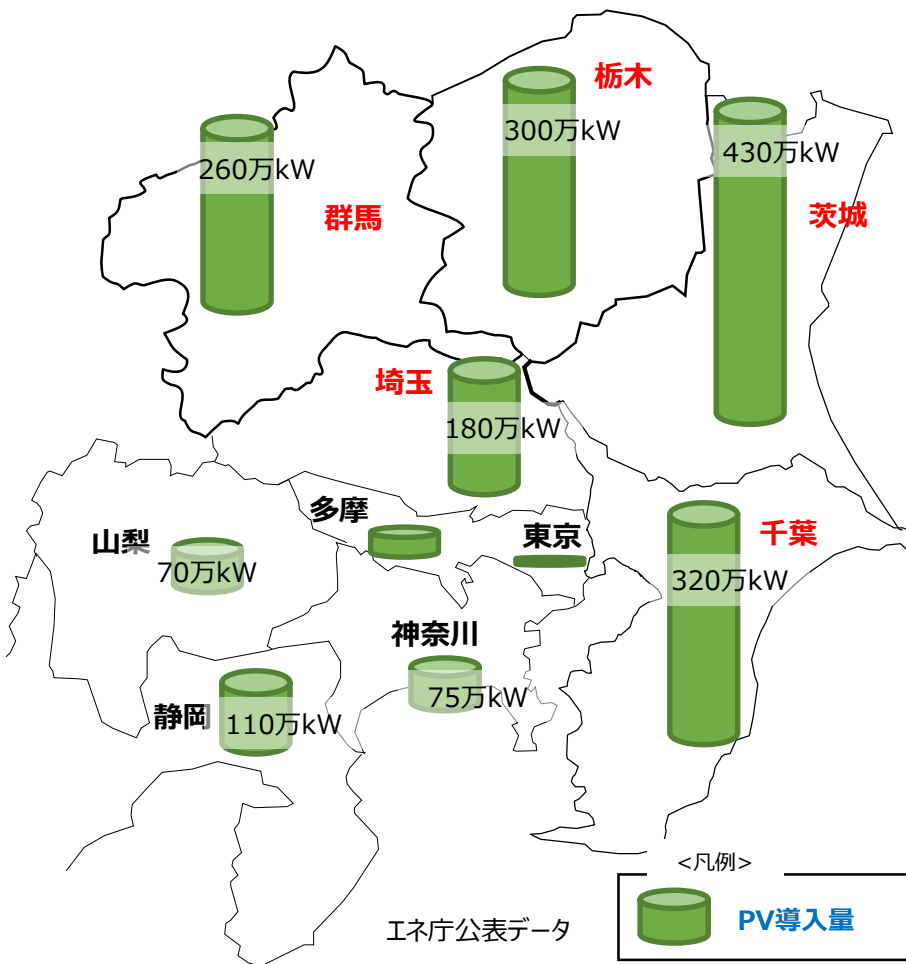 栃木
300万kW
260万kW
430万kW
群馬
茨城
埼玉
180万kW
多摩
東京
千葉
山梨
70万kW
320万kW
神奈川
75万kW
静岡
110万kW
<凡例>
PV導入量
エネ庁公表データ